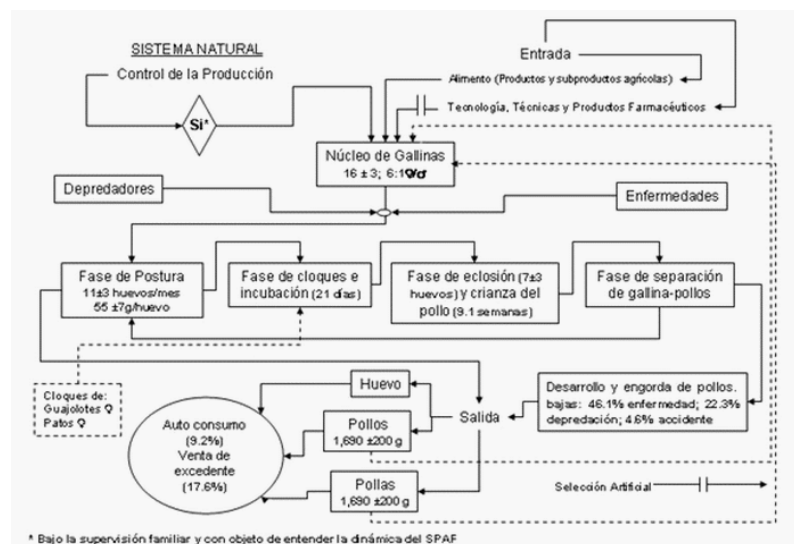 SISTEMA NATURAL
Control de la Producción
Si*
Entrada
Alimento (Productos y subproductos agrícolas)
Tecnología, Técnicas y Productos Farmacéuticos
Núcleo de Gallinas
16 ± 3; 6:1♀/♂
Depredadores
Enfermedades
Fase de Postura
11±3 huevos/mes
55 ±7g/huevo
Fase de cloques e
incubación (21 días)
Fase de eclosión (7±3
huevos) y crianza del
pollo (9.1 semanas)
Fase de separación
de gallina-pollos
Cloques de:
Guajolotes ♀
Patos ♀
Huevo
Pollos
1,690 ±200 g
Pollas
1,690 ±200 g
Salida
Auto consumo
(9.2%)
Venta de
excedente
(17.6%)
Desarrollo y engorda de pollos.
bajas: 46.1% enfermedad; 22.3%
depredación; 4.6% accidente
Selección Artificial
* Bajo la supervisión familiar y con objeto de entender la dinámica del SPAF